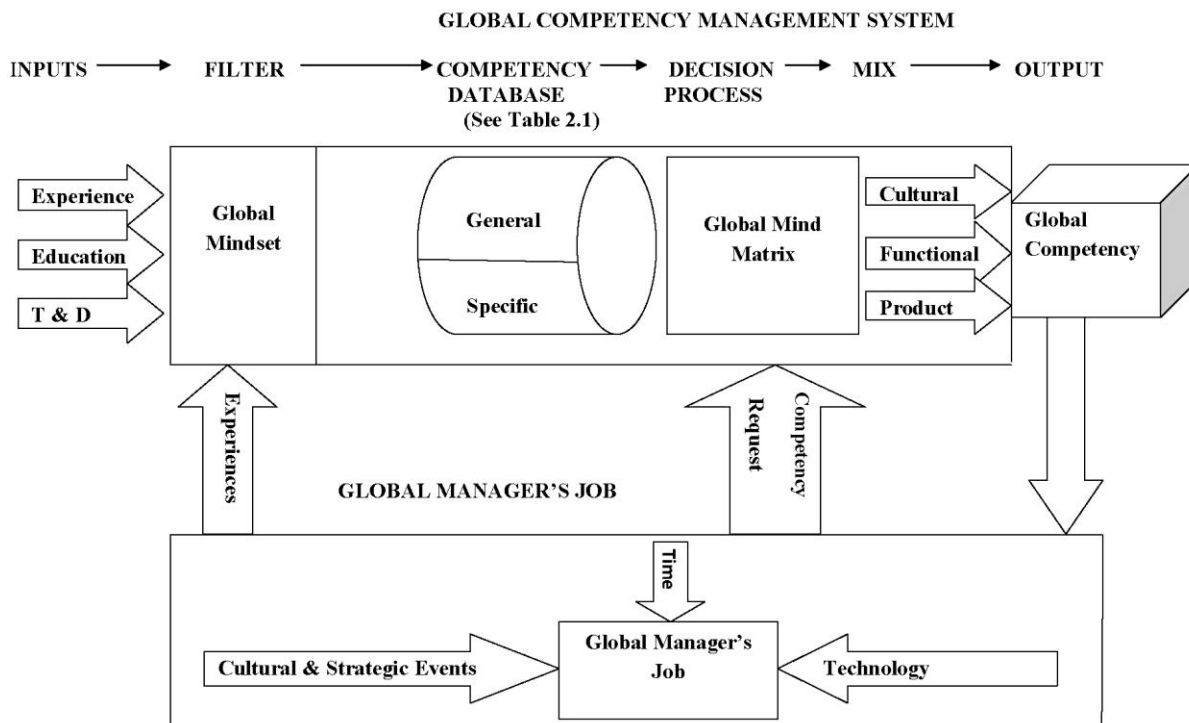 GLOBAL COMPETENCY MANAGEMENT SYSTEM
INPUTS FILTER COMPETENCY DECISION MIX OUTPUT
DATABASE PROCESS
(See Table 2.1)
Experience
Education
T & D
Global
Mindset
General
Specific
Global Mind
Matrix
Cultural
Functional
Product
Global
Competency
Experiences
Competency
Request
GLOBAL MANAGER’S JOB
Time
Cultural & Strategic Events
Global Manager’s
Job
Technology